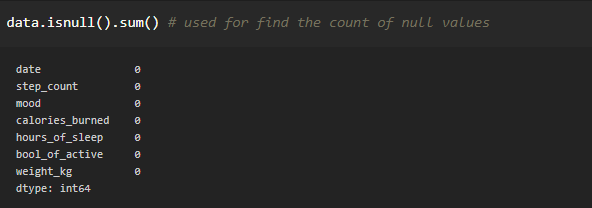 data.isnull().sum() # used for find the count of null values
date 0
step_count 0
mood 0
calories_burned 0
hours_of_sleep 0
bool_of_active 0
weight_kg 0
dtype: int64